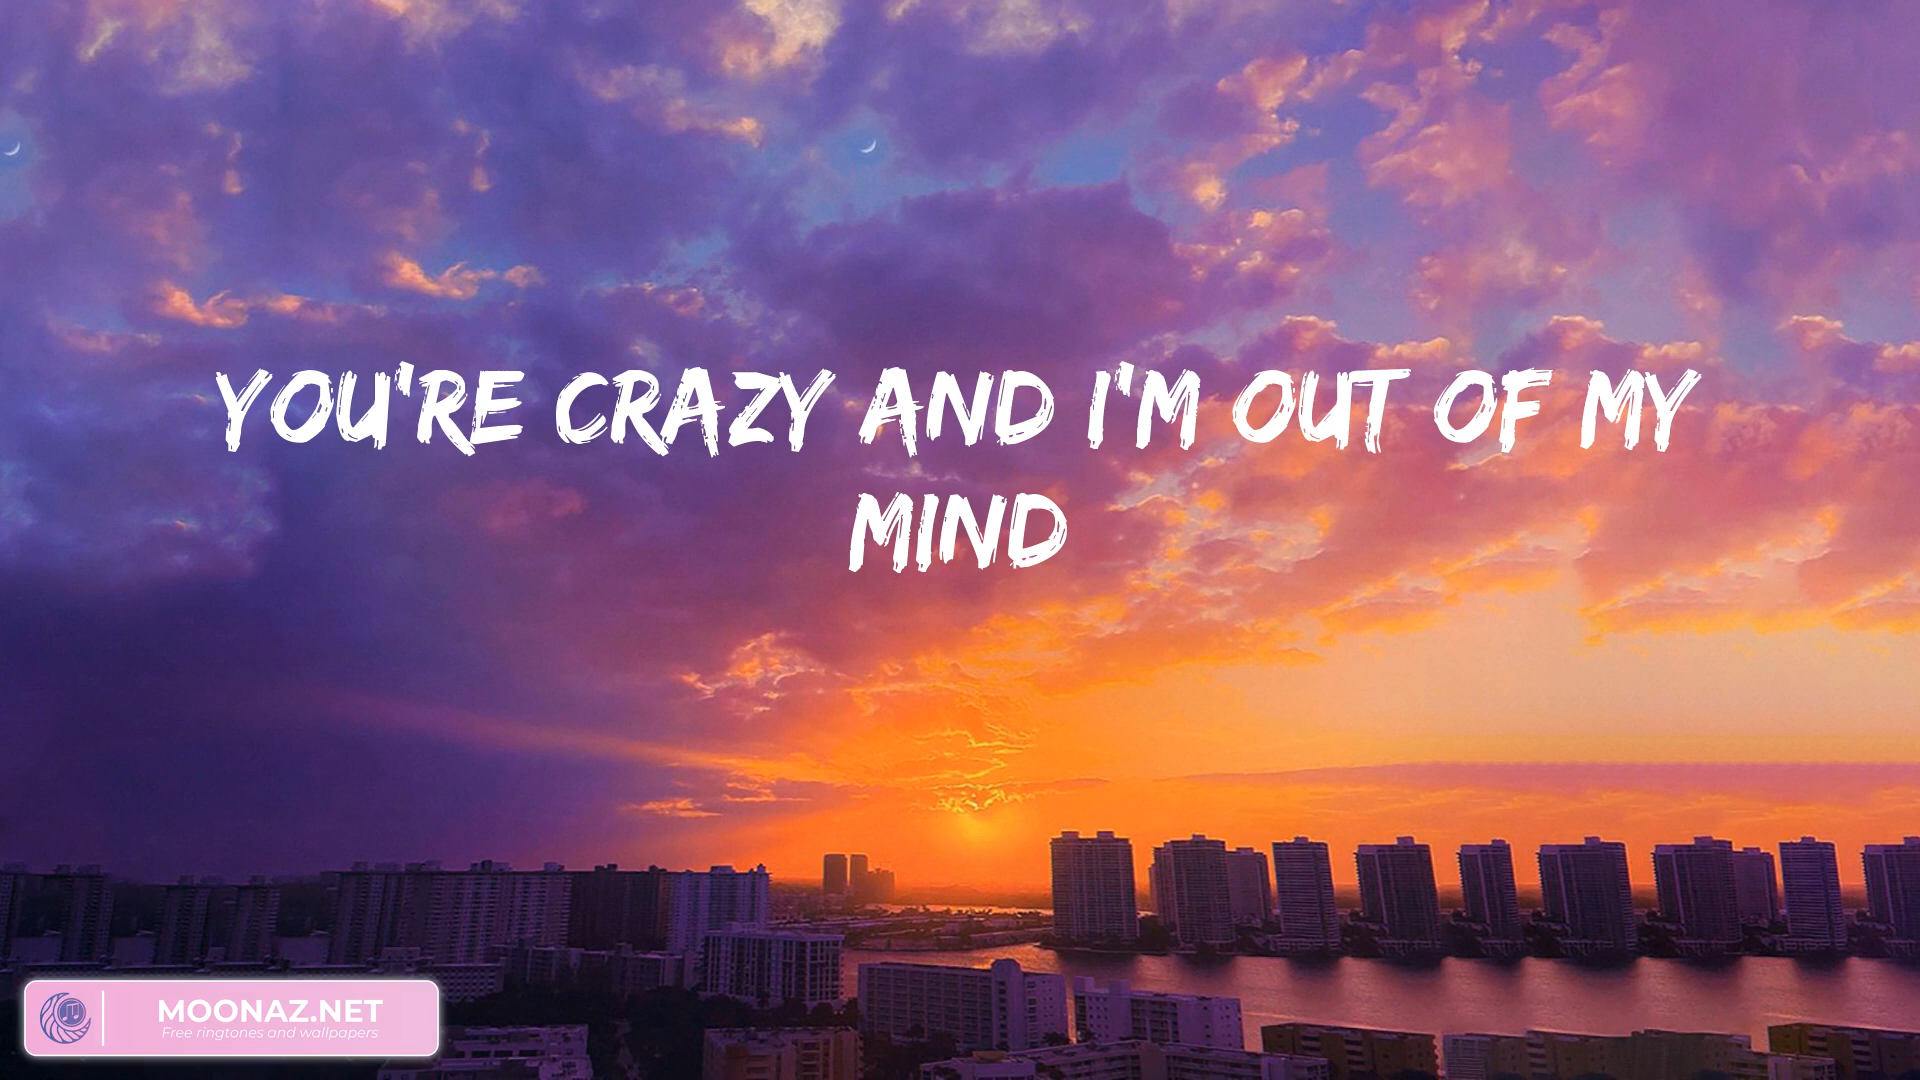 YOU'RE CRAZY AND I'M OUT OF MY
MIND
MOONAZ.NET
Free ringtones and wallpapers